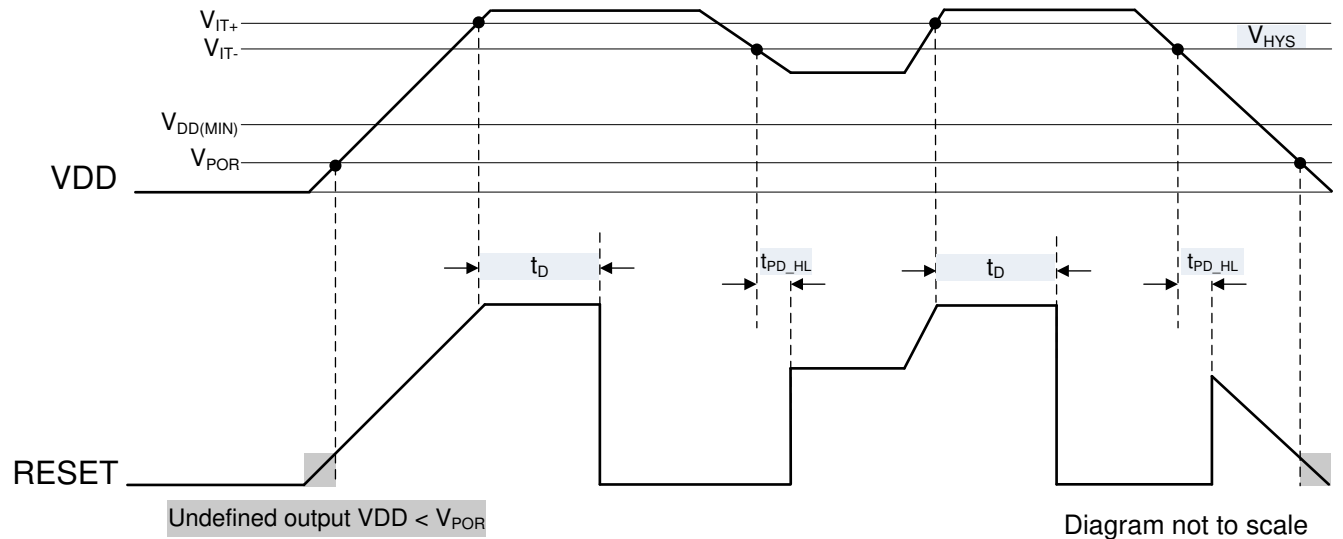 VIT+
VIT-
VHYS
VDD(MIN)
VPOR
VDD
tD
tPD_HL
tD
tPD_HL
RESET
Undefined output VDD < VPOR
Diagram not to scale